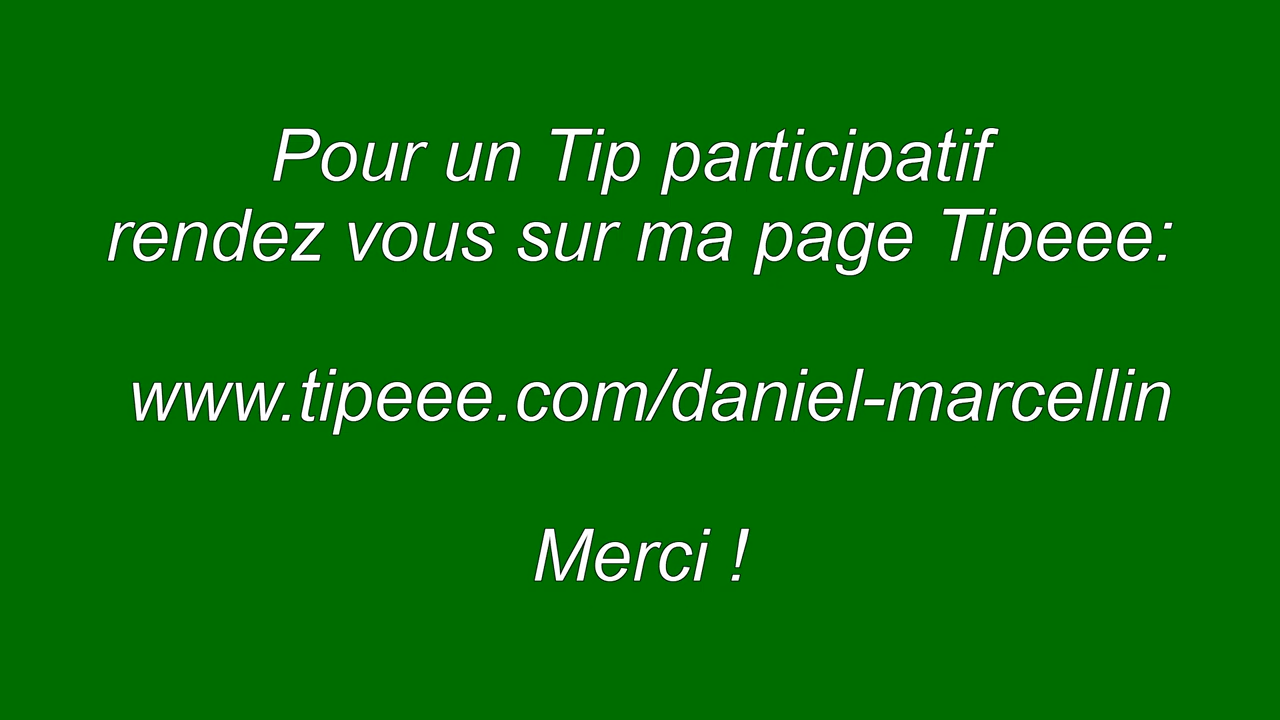 Pour un Tip participatif
rendez vous sur ma page Tipeee:
www.tipeee.com/daniel-marcellin
Merci !